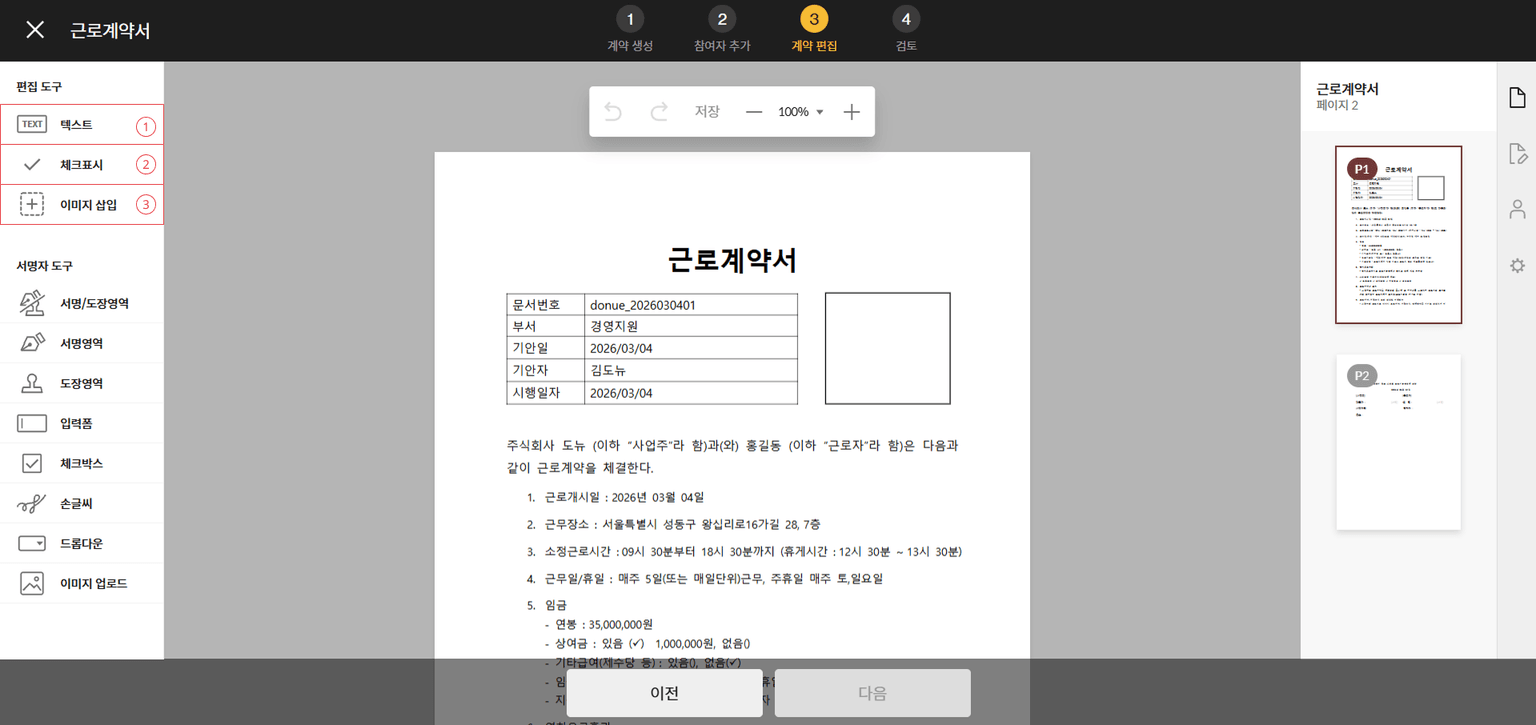 근로계약서
1
계약 생성
2
참여자 추가
3
계약 편집
4
검토
편집 도구
TEXT 텍스트 1
체크표시 2
이미지 삽입 3
서명자 도구
서명/도장영역
서명영역
도장영역
입력폼
체크박스
손글씨
드롭다운
이미지 업로드
저장 100%
근로계약서
문서번호 donue_2026030401
부서 경영지원
기안일 2026/03/04
기안자 김도뉴
시행일자 2026/03/04
주식회사 도뉴 (이하 “사업주”라 함)과(와) 홍길동 (이하 “근로자”라 함)은 다음과
같이 근로계약을 체결한다.
1. 근로개시일 : 2026년 03월 04일
2. 근무장소 : 서울특별시 성동구 왕십리로16가길 28, 7층
3. 소정근로시간 : 09시 30분부터 18시 30분까지 (휴게시간 : 12시 30분 ~ 13시 30분)
4. 근무일/휴일 : 매주 5일(또는 매일단위)근무, 주휴일 매주 토,일요일
5. 임금
- 연봉 : 35,000,000원
- 상여금 : 있음 (✓) 1,000,000원, 없음()
- 기타급여(제수당 등) : 있음(), 없음(✓)
이전
다음
근로계약서
페이지 2
P1
근로계약서
P2